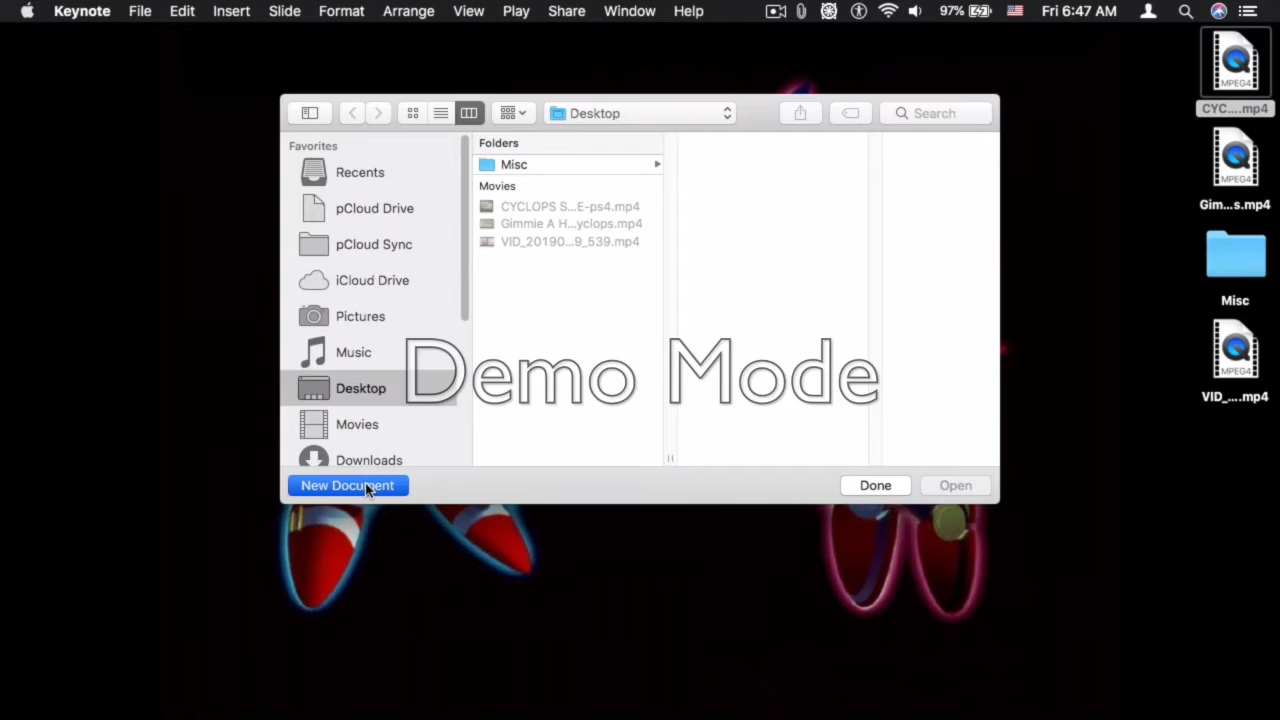 Keynote File Edit Insert Slide Format Arrange View Play Share Window Help 97% Fri 6:47 AM
Desktop
Search
Favorites
Recents
pCloud Drive
pCloud Sync
iCloud Drive
Pictures
Music
Desktop
Movies
Downloads
Folders
Misc
Movies
CYCLOPS S...E-ps4.mp4
Gimmie A H...yclops.mp4
VID_20190...9_539.mp4
Demo Mode
New Document Done Open
MPEG4
CYC....mp4
MPEG4
Gim...s.mp4
Misc
MPEG4
VID_....mp4